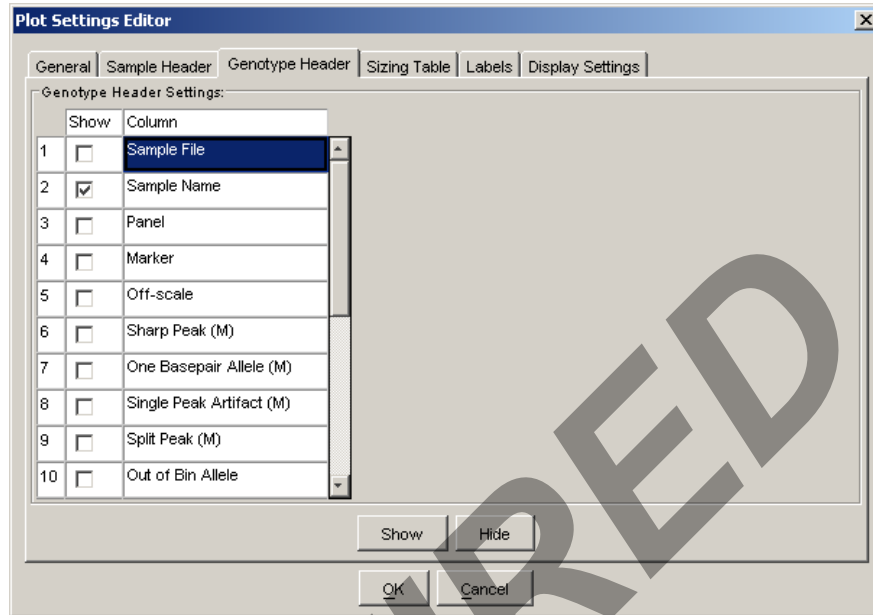 Plot Settings Editor
General Sample Header Genotype Header Sizing Table Labels Display Settings
Genotype Header Settings:
Show Column
1 Sample File
2 Sample Name
3 Panel
4 Marker
5 Off-scale
6 Sharp Peak (M)
7 One Basepair Allele (M)
8 Single Peak Artifact (M)
9 Split Peak (M)
10 Out of Bin Allele
Show Hide
OK Cancel